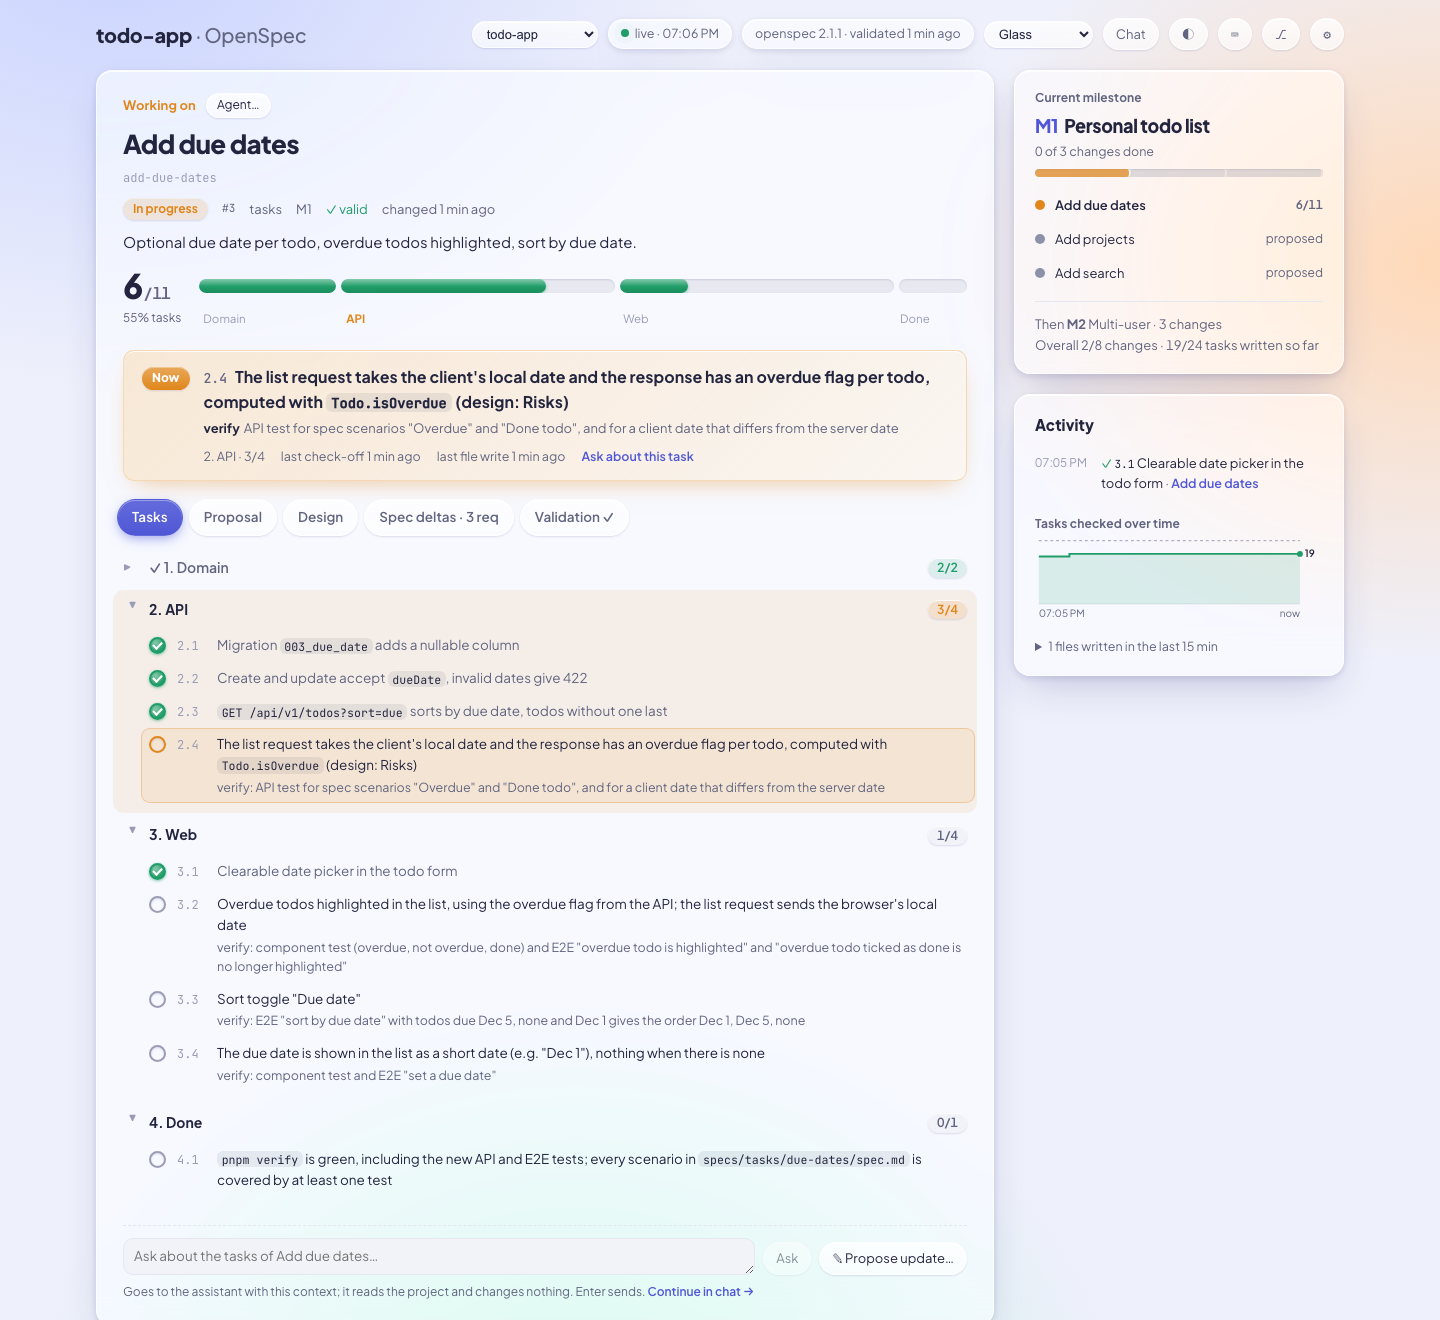 todo-app · OpenSpec
todo-app
live · 07:06 PM
openspec 2.1.1 · validated 1 min ago
Glass
Chat
Working on
Agent…
Add due dates
add-due-dates
In progress
#3
tasks
M1
✓ valid
changed 1 min ago
Optional due date per todo, overdue todos highlighted, sort by due date.
6/11
55% tasks
Domain
API
Web
Done
Now
2.4 The list request takes the client's local date and the response has an overdue flag per todo,
computed with Todo.isOverdue (design: Risks)
verify API test for spec scenarios "Overdue" and "Done todo", and for a client date that differs from the server date
2. API · 3/4
last check-off 1 min ago
last file write 1 min ago
Ask about this task
Tasks
Proposal
Design
Spec deltas · 3 req
Validation ✓
✓ 1. Domain
2/2
2. API
3/4
2.1 Migration 003_due_date adds a nullable column
2.2 Create and update accept dueDate, invalid dates give 422
2.3 GET /api/v1/todos?sort=due sorts by due date, todos without one last
2.4 The list request takes the client's local date and the response has an overdue flag per todo, computed with
Todo.isOverdue (design: Risks)
verify: API test for spec scenarios "Overdue" and "Done todo", and for a client date that differs from the server date
3. Web
1/4
3.1 Clearable date picker in the todo form
3.2 Overdue todos highlighted in the list, using the overdue flag from the API; the list request sends the browser's local
date
verify: component test (overdue, not overdue, done) and E2E "overdue todo is highlighted" and "overdue todo ticked as done is
no longer highlighted"
3.3 Sort toggle "Due date"
verify: E2E "sort by due date" with todos due Dec 5, none and Dec 1 gives the order Dec 1, Dec 5, none
3.4 The due date is shown in the list as a short date (e.g. "Dec 1"), nothing when there is none
verify: component test and E2E "set a due date"
4. Done
0/1
4.1 pnpm verify is green, including the new API and E2E tests; every scenario in specs/tasks/due-dates/spec.md is
covered by at least one test
Ask about the tasks of Add due dates…
Ask
✎ Propose update…
Goes to the assistant with this context; it reads the project and changes nothing. Enter sends. Continue in chat →
Current milestone
M1 Personal todo list
0 of 3 changes done
Add due dates
6/11
Add projects
proposed
Add search
proposed
Then M2 Multi-user · 3 changes
Overall 2/8 changes · 19/24 tasks written so far
Activity
07:05 PM
✓ 3.1 Clearable date picker in the
todo form · Add due dates
Tasks checked over time
19
07:05 PM
now
1 files written in the last 15 min